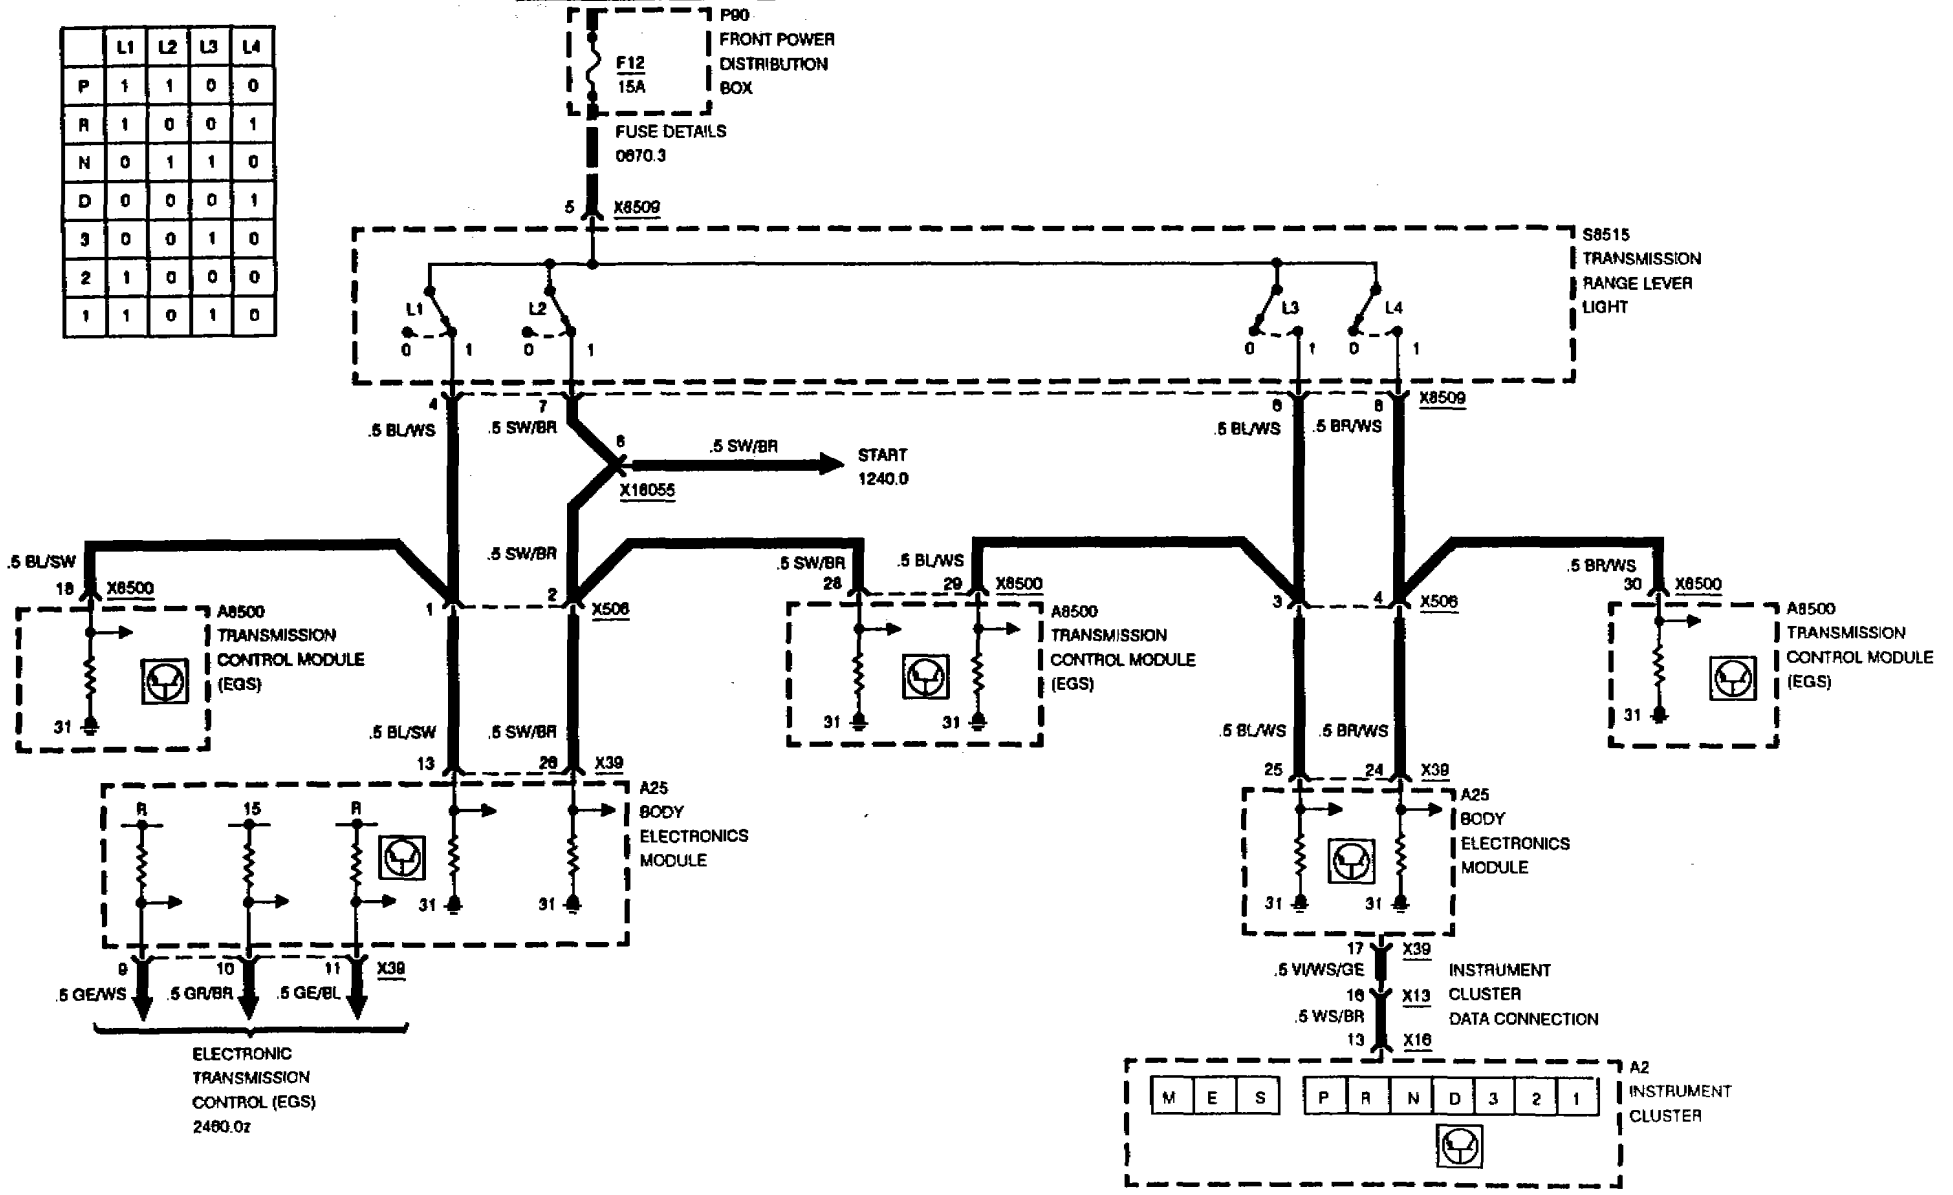 L1 L2 L3 L4
P 1 1 0 0
R 1 0 0 1
N 0 1 1 0
D 0 0 0 1
3 0 0 1 0
2 1 0 0 0
1 1 0 1 0
P90
FRONT POWER
DISTRIBUTION
BOX
F12
15A
FUSE DETAILS
0670.3
5 X8509
S8515
TRANSMISSION
RANGE LEVER
LIGHT
L1 L2 L3 L4
0 1 0 1 0 1 0 1
4 7 6 8 X8509
.5 BL/WS .5 SW/BR .5 BL/WS .5 BR/WS
6 .5 SW/BR START
1240.0
X16055
.5 BL/SW .5 SW/BR .5 SW/BR .5 BL/WS .5 BR/WS
18 X8500 28 29 X8500 30 X8500
1 2 X506 3 4 X506
A8500
TRANSMISSION
CONTROL MODULE
(EGS)
31
A8500
TRANSMISSION
CONTROL MODULE
(EGS)
31 31
A8500
TRANSMISSION
CONTROL MODULE
(EGS)
31
.5 BL/SW .5 SW/BR .5 BL/WS .5 BR/WS
13 26 X39 25 24 X39
A25
BODY
ELECTRONICS
MODULE
R 15 R
31 31
A25
BODY
ELECTRONICS
MODULE
31 31
9 10 11 X39
.5 GE/WS .5 GR/BR .5 GE/BL
ELECTRONIC
TRANSMISSION
CONTROL (EGS)
2460.0z
17 X39
.5 VI/WS/GE
16 X13
.5 WS/BR
13 X16
INSTRUMENT
CLUSTER
DATA CONNECTION
A2
INSTRUMENT
CLUSTER
M E S P R N D 3 2 1